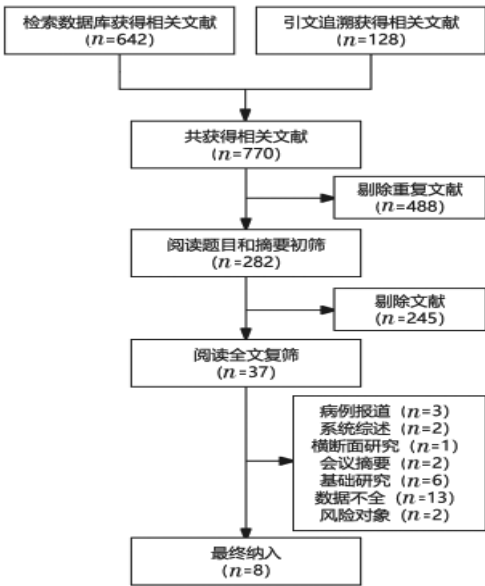 检索数据库获得相关文献
(n=642)
引文追溯获得相关文献
(n=128)
共获得相关文献
(n=770)
剔除重复文献
(n=488)
阅读题目和摘要初筛
(n=282)
剔除文献
(n=245)
阅读全文复筛
(n=37)
病例报道 (n=3)
系统综述 (n=2)
横断面研究 (n=1)
会议摘要 (n=2)
基础研究 (n=6)
数据不全 (n=13)
风险对象 (n=2)
最终纳入
(n=8)